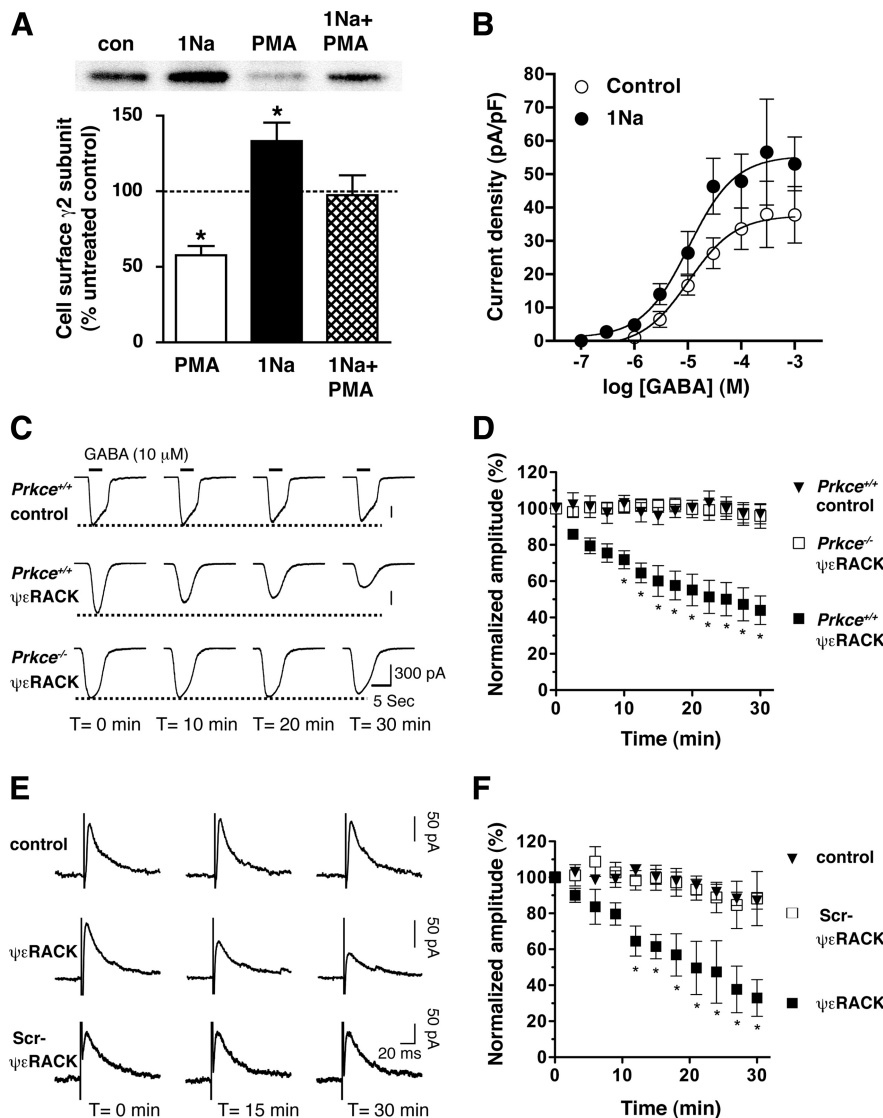 A
con 1Na PMA 1Na+
PMA
150
100
50
0
Cell surface γ2 subunit
(% untreated control)
*
*
PMA 1Na 1Na+
PMA
B
Control
1Na
80
70
60
50
40
30
20
10
0
Current density (pA/pF)
-7 -6 -5 -4 -3
log [GABA] (M)
C
GABA (10 μM)
Prkce+/+
control
Prkce+/+
ψεRACK
Prkce-/-
ψεRACK
300 pA
5 Sec
T= 0 min T= 10 min T= 20 min T= 30 min
D
120
100
80
60
40
20
0
Normalized amplitude (%)
* * * * * * * * *
0 10 20 30
Time (min)
Prkce+/+
control
Prkce-/-
ψεRACK
Prkce+/+
ψεRACK
E
control
50 pA
ψεRACK
50 pA
Scr-
ψεRACK
50 pA
20 ms
T= 0 min T= 15 min T= 30 min
F
120
100
80
60
40
20
0
Normalized amplitude (%)
* * * * * * *
0 10 20 30
Time (min)
control
Scr-
ψεRACK
ψεRACK